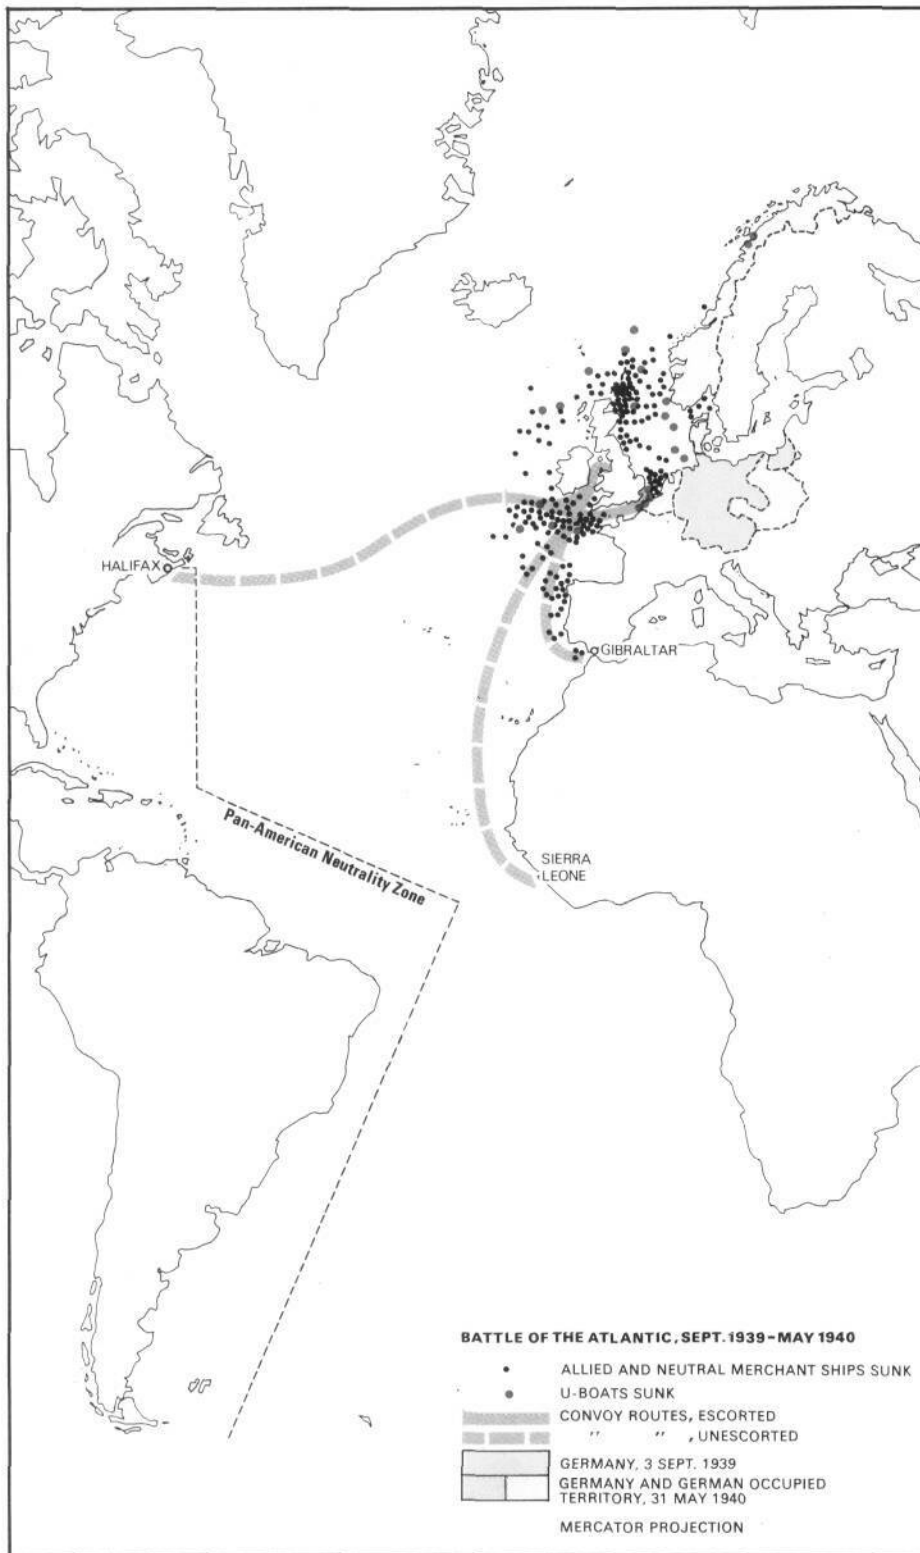 HALIFAX
GIBRALTAR
Pan-American Neutrality Zone
SIERRA
LEONE
BATTLE OF THE ATLANTIC, SEPT. 1939–MAY 1940
ALLIED AND NEUTRAL MERCHANT SHIPS SUNK
U-BOATS SUNK
CONVOY ROUTES, ESCORTED
" " , UNESCORTED
GERMANY, 3 SEPT. 1939
GERMANY AND GERMAN OCCUPIED
TERRITORY, 31 MAY 1940
MERCATOR PROJECTION